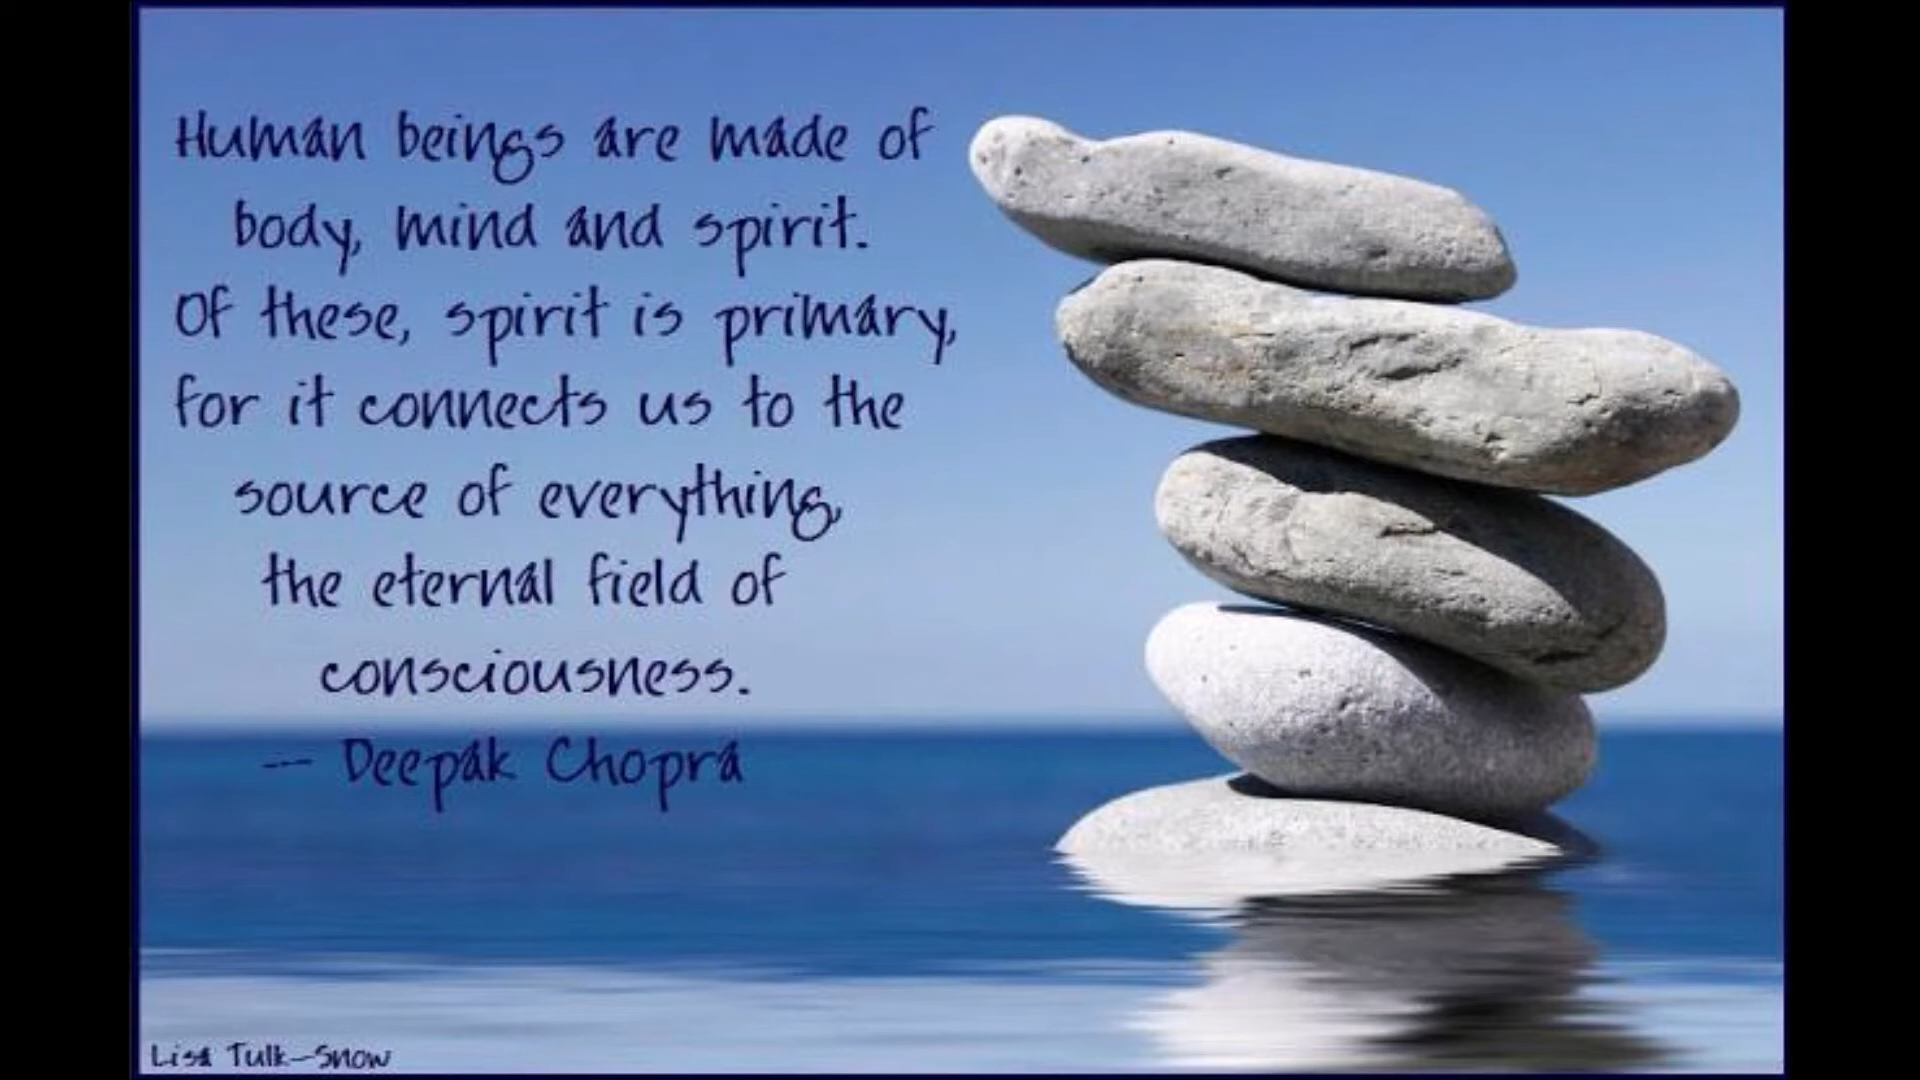 Human beings are made of
body, mind and spirit.
Of these, spirit is primary,
for it connects us to the
source of everything,
the eternal field of
consciousness.
— Deepak Chopra
Lisa Tulk-Snow